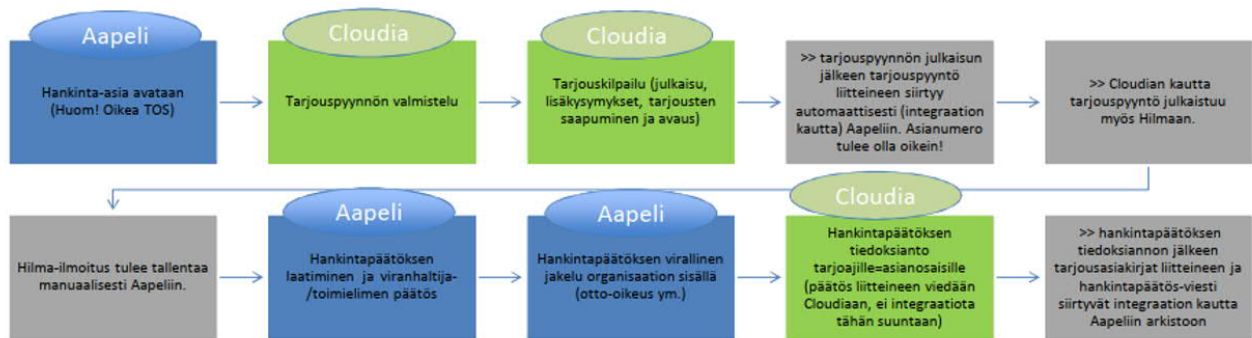 Aapeli
Hankinta-asia avataan
(Huom! Oikea TOS)
Cloudia
Tarjouspyynnön valmistelu
Cloudia
Tarjouskilpailu (julkaisu,
lisäkysymykset, tarjousten
saapuminen ja avaus)
>> tarjouspyynnön julkaisun
jälkeen tarjouspyyntö
liitteineen siirtyy
automaattisesti (integraation
kautta) Aapeliin. Asianumero
tulee olla oikein!
>> Cloudian kautta
tarjouspyyntö julkaistuu
myös Hilmaan.
Hilma-ilmoitus tulee tallentaa
manuaalisesti Aapeliin.
Aapeli
Hankintapäätöksen
laatiminen ja viranhaltija-
/toimielimen päätös
Aapeli
Hankintapäätöksen virallinen
jakelu organisaation sisällä
(otto-oikeus ym.)
Cloudia
Hankintapäätöksen
tiedoksianto
tarjoajille=asianosaisille
(päätös liitteineen viedään
Cloudiaan, ei integraatiota
tähän suuntaan)
>> hankintapäätöksen
tiedoksiannon jälkeen
tarjousasiakirjat liitteineen ja
hankintapäätös-viesti
siirtyvät integraation kautta
Aapeliin arkistoon